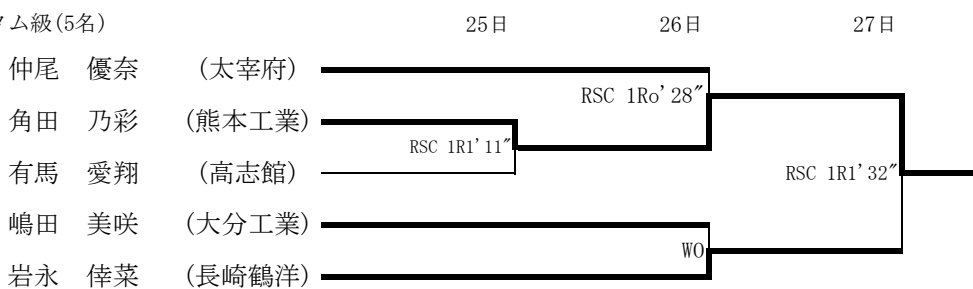 ム級(5名) 25日 26日 27日
仲尾 優奈 (太宰府)
RSC 1Ro'28″
角田 乃彩 (熊本工業)
RSC 1R1'11″
有馬 愛翔 (高志館)
RSC 1R1'32″
嶋田 美咲 (大分工業)
WO
岩永 倖菜 (長崎鶴洋)